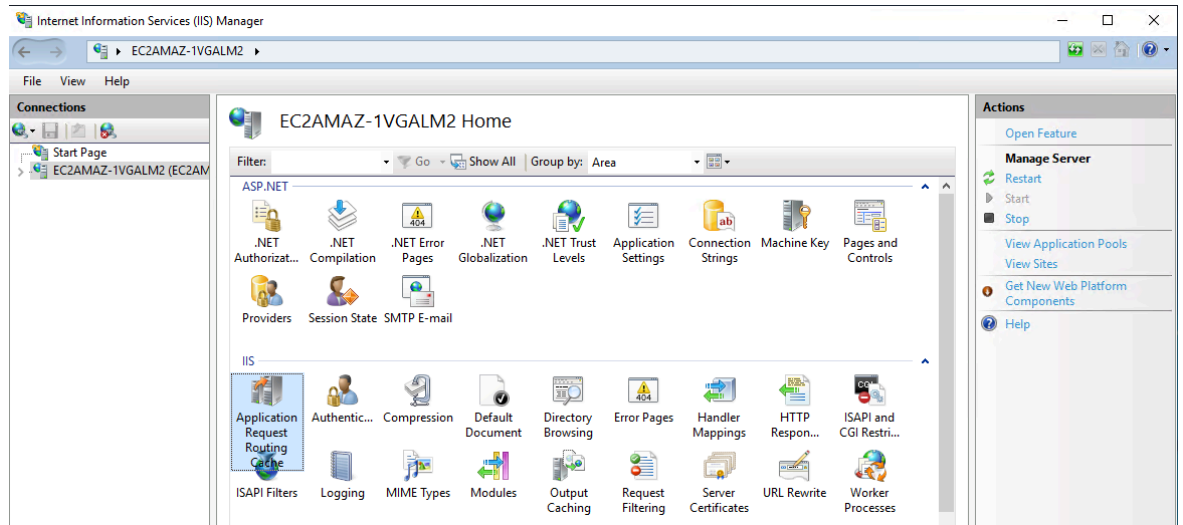 Internet Information Services (IIS) Manager
EC2AMAZ-1VGALM2
File View Help
Connections
Start Page
EC2AMAZ-1VGALM2 (EC2AM
EC2AMAZ-1VGALM2 Home
Filter: Go Show All Group by: Area
ASP.NET
.NET Authorizat...
.NET Compilation
.NET Error Pages
.NET Globalization
.NET Trust Levels
Application Settings
Connection Strings
Machine Key
Pages and Controls
Providers
Session State
SMTP E-mail
IIS
Application Request Routing Cache
Authentic...
Compression
Default Document
Directory Browsing
Error Pages
Handler Mappings
HTTP Respon...
ISAPI and CGI Restri...
ISAPI Filters
Logging
MIME Types
Modules
Output Caching
Request Filtering
Server Certificates
URL Rewrite
Worker Processes
Actions
Open Feature
Manage Server
Restart
Start
Stop
View Application Pools
View Sites
Get New Web Platform
Components
Help